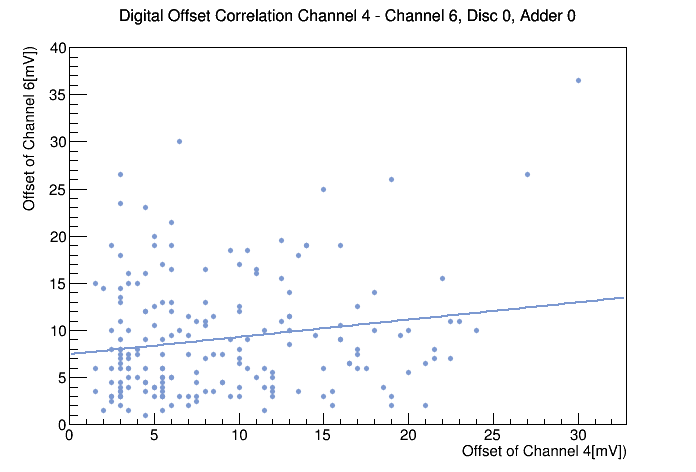 Digital Offset Correlation Channel 4 - Channel 6, Disc 0, Adder 0
Offset of Channel 6[mV])
40
35
30
25
20
15
10
5
0
0 5 10 15 20 25 30
Offset of Channel 4[mV])